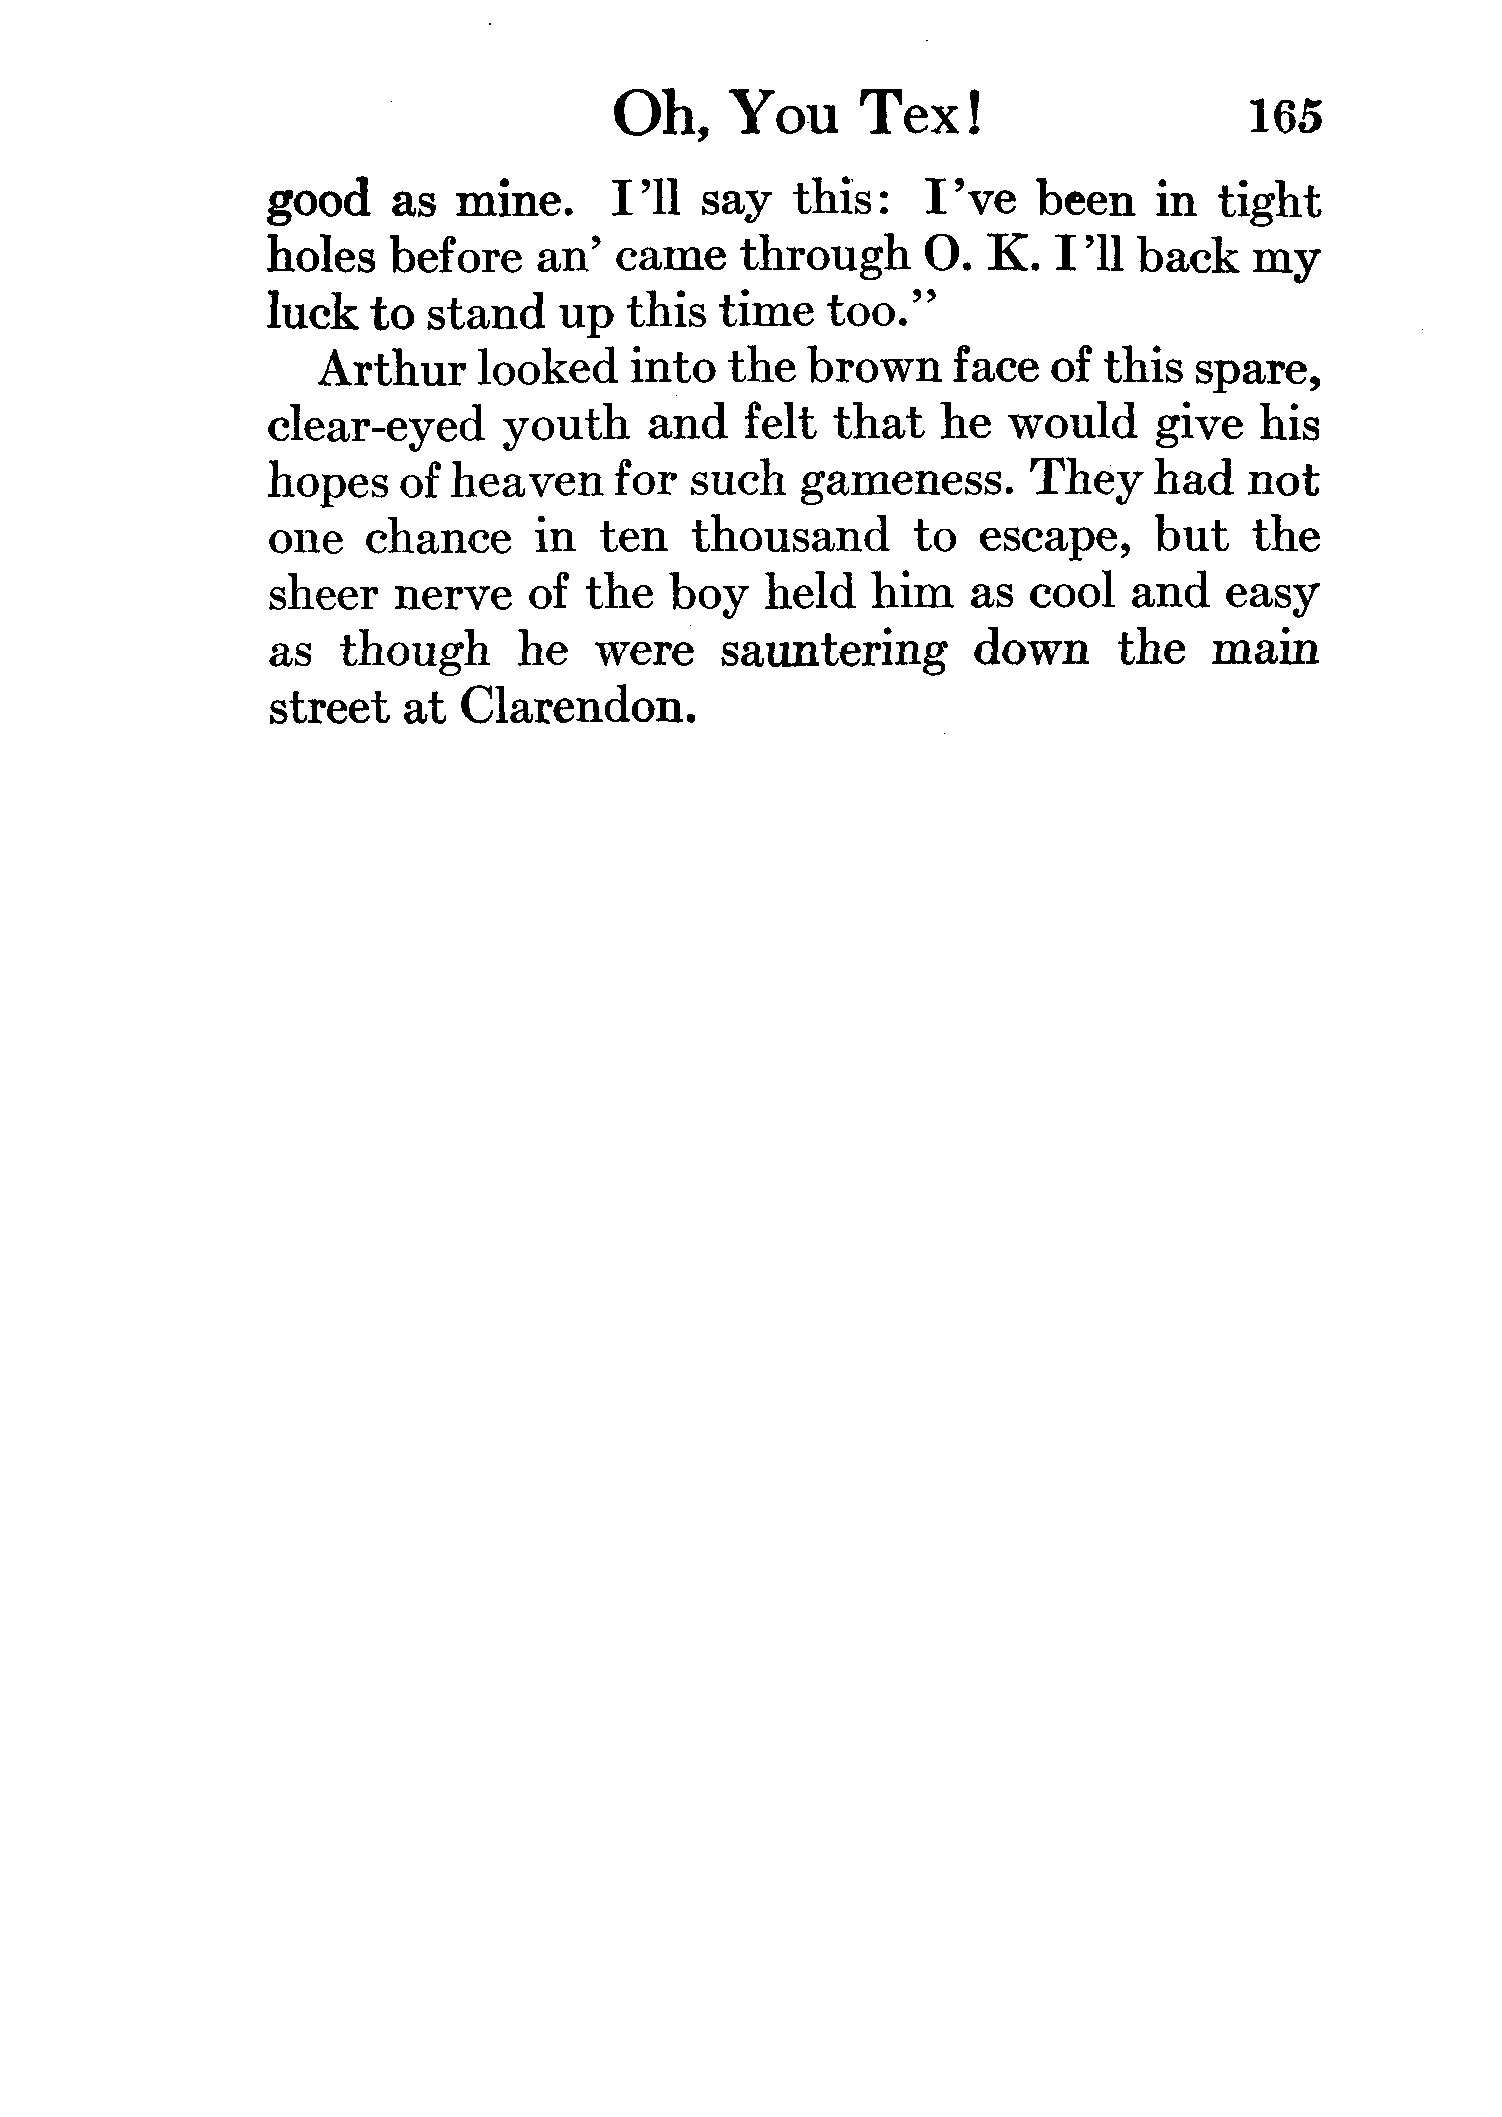 Oh, You Tex! 165
good as mine. I'll say this: I've been in tight
holes before an' came through O. K. I'll back my
luck to stand up this time too."
Arthur looked into the brown face of this spare,
clear-eyed youth and felt that he would give his
hopes of heaven for such gameness. They had not
one chance in ten thousand to escape, but the
sheer nerve of the boy held him as cool and easy
as though he were sauntering down the main
street at Clarendon.